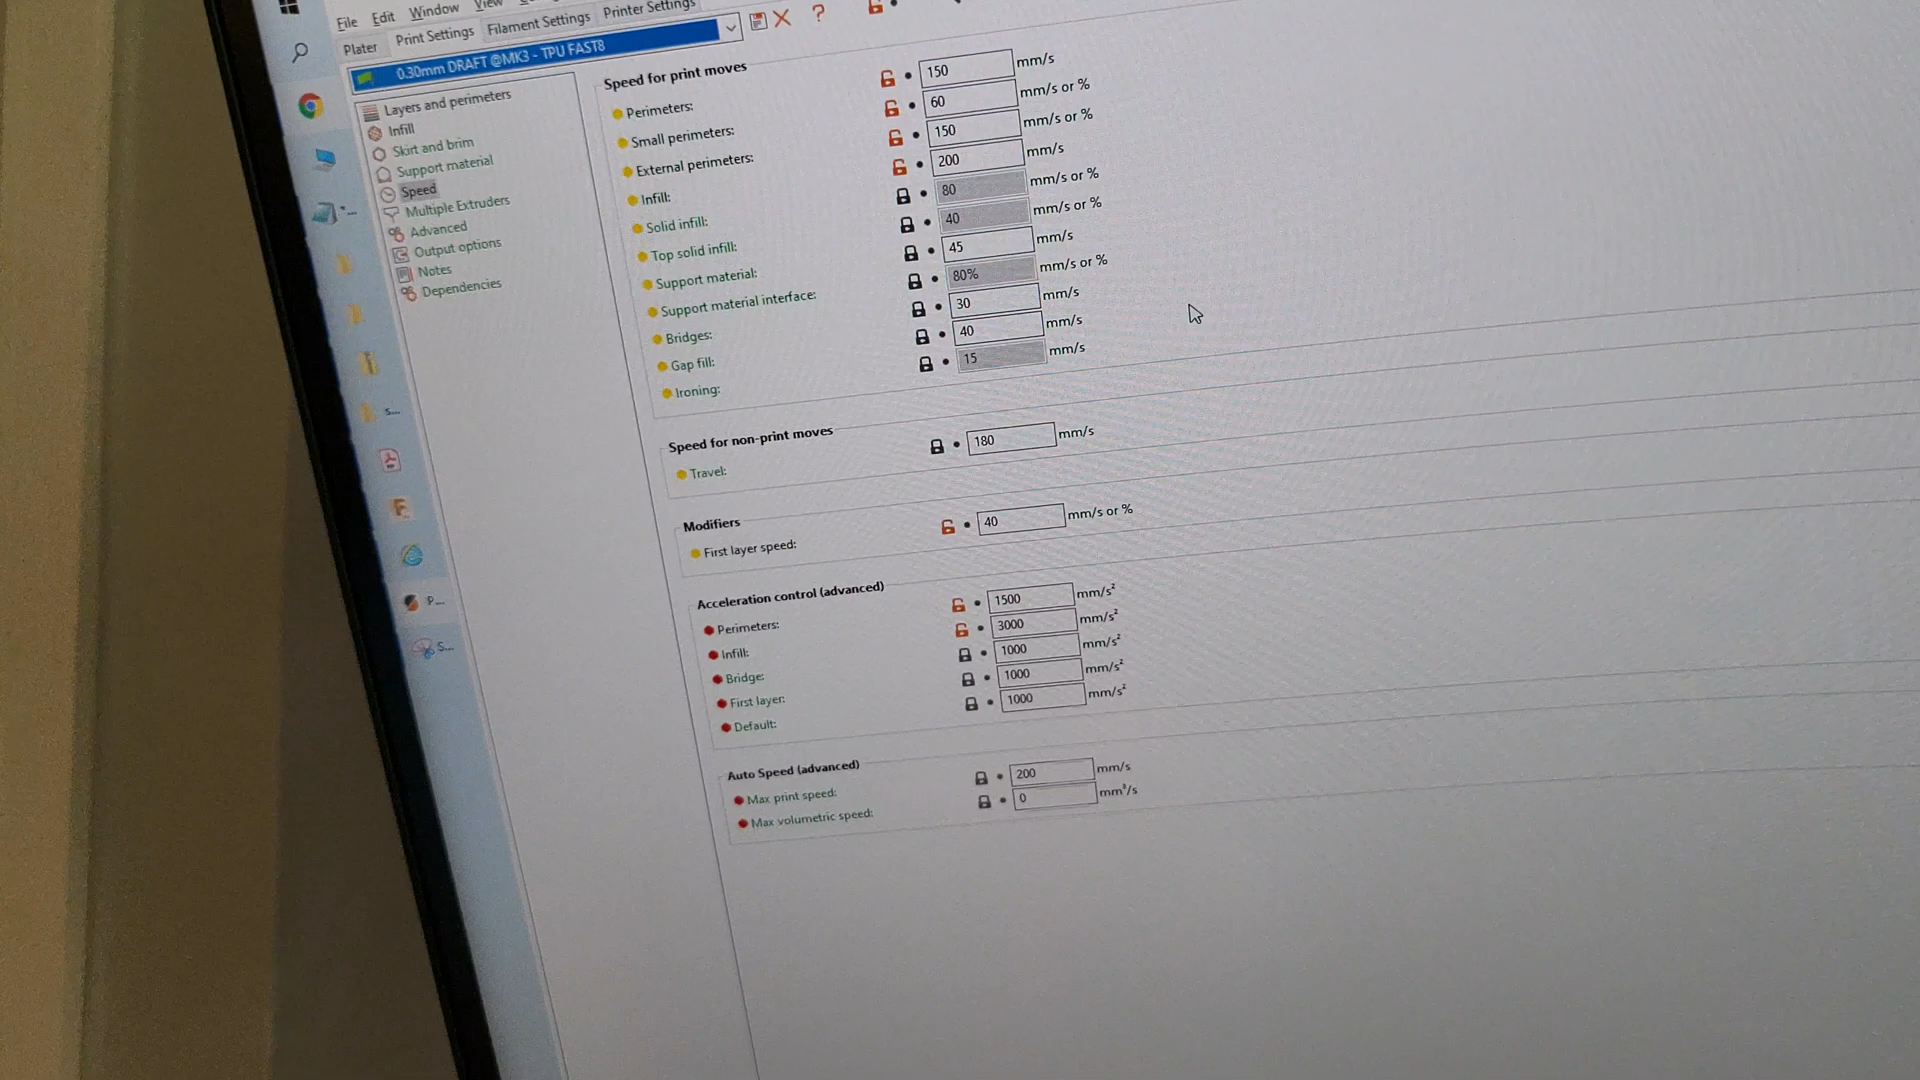 File Edit Window View
Plater Print Settings Filament Settings Printer Settings
0.30mm DRAFT @MK3 - TPU FAST8
?
Layers and perimeters
Infill
Skirt and brim
Support material
Speed
Multiple Extruders
Advanced
Output options
Notes
Dependencies
Speed for print moves
Perimeters: 150 mm/s
Small perimeters: 60 mm/s or %
External perimeters: 150 mm/s or %
Infill: 200 mm/s
Solid infill: 80 mm/s or %
Top solid infill: 40 mm/s or %
Support material: 45 mm/s
Support material interface: 80% mm/s or %
Bridges: 30 mm/s
Gap fill: 40 mm/s
Ironing: 15 mm/s
Speed for non-print moves
Travel: 180 mm/s
Modifiers
First layer speed: 40 mm/s or %
Acceleration control (advanced)
Perimeters: 1500 mm/s²
Infill: 3000 mm/s²
Bridge: 1000 mm/s²
First layer: 1000 mm/s²
Default: 1000 mm/s²
Auto Speed (advanced)
Max print speed: 200 mm/s
Max volumetric speed: 0 mm³/s
s...
P...
S...